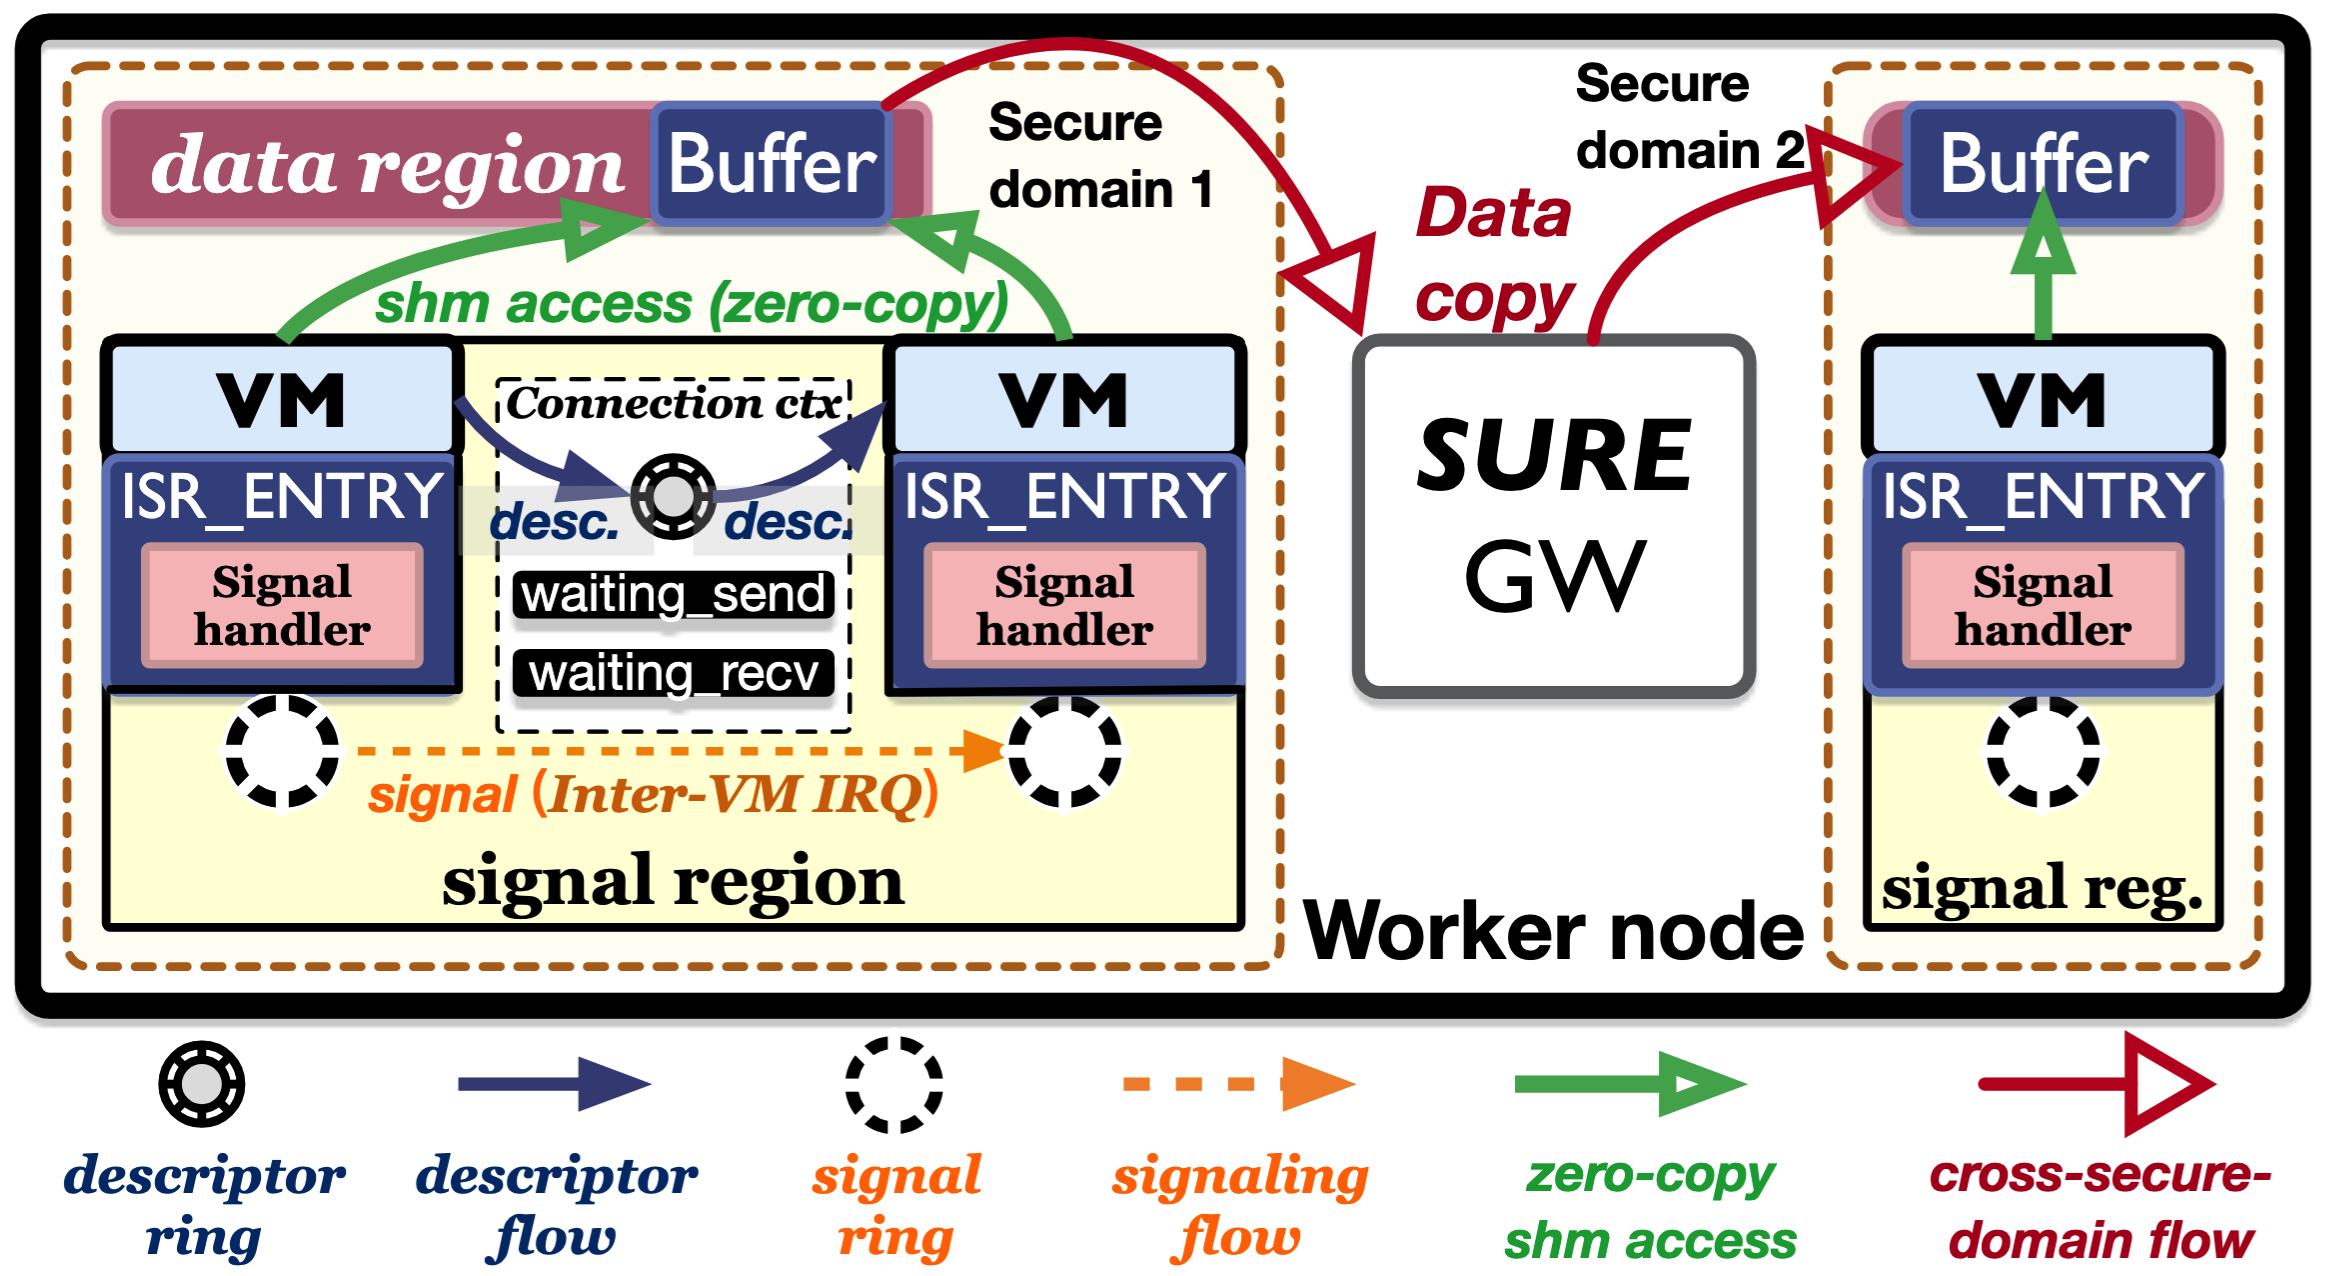 data region
Buffer
Secure
domain 1
Secure
domain 2
Buffer
Data
copy
shm access (zero-copy)
VM
Connection ctx
VM
VM
ISR_ENTRY
desc.
desc.
ISR_ENTRY
SURE
GW
ISR_ENTRY
Signal
handler
waiting_send
waiting_recv
Signal
handler
Signal
handler
signal (Inter-VM IRQ)
signal region
Worker node
signal reg.
descriptor
ring
descriptor
flow
signal
ring
signaling
flow
zero-copy
shm access
cross-secure-
domain flow